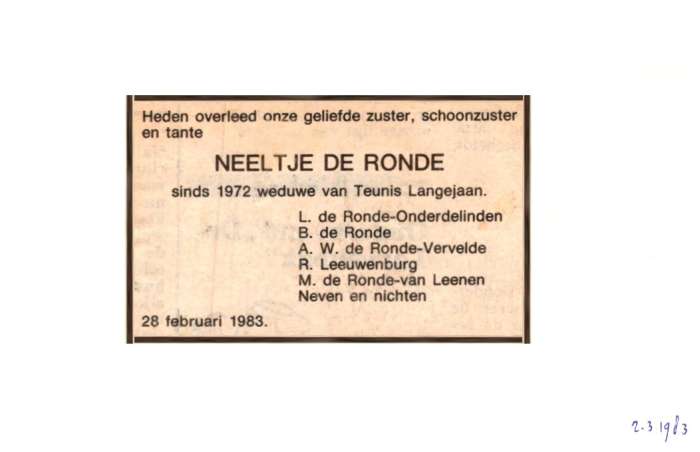 Heden overleed onze geliefde zuster, schoonzuster
en tante
NEELTJE DE RONDE
sinds 1972 weduwe van Teunis Langejaan.
L. de Ronde-Onderdelinden
B. de Ronde
A. W. de Ronde-Vervelde
R. Leeuwenburg
M. de Ronde-van Leenen
Neven en nichten
28 februari 1983.
2.3 1983